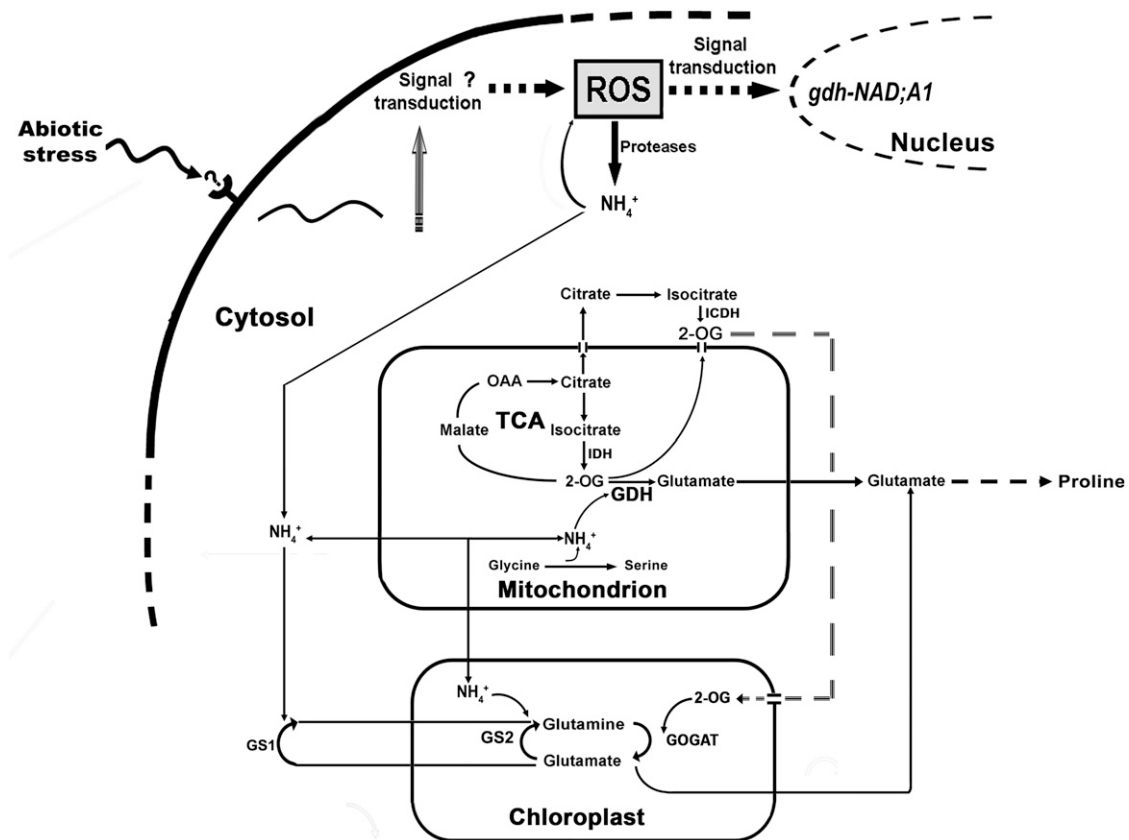 Signal
transduction
Signal ?
transduction
ROS
gdh-NAD;A1
Nucleus
Abiotic
stress
?
Proteases
NH₄⁺
Cytosol
Citrate
Isocitrate
ICDH
2-OG
OAA
Citrate
TCA
Malate
Isocitrate
IDH
2-OG
GDH
Glutamate
Glutamate
Proline
NH₄⁺
NH₄⁺
Glycine
Serine
Mitochondrion
NH₄⁺
2-OG
Glutamine
GS1
GS2
GOGAT
Glutamate
Chloroplast